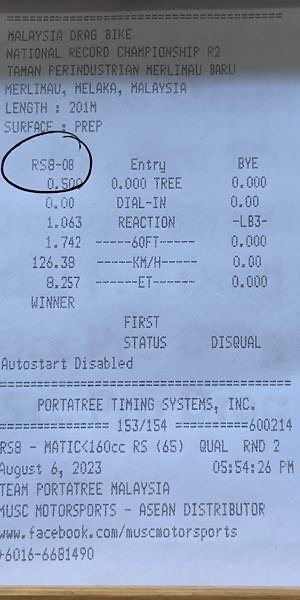 MALAYSIA DRAG BIKE
NATIONAL RECORD CHAMPIONSHIP R2
TAMAN PERINDUSTRIAN MERLIMAU BARU
MERLIMAU, MELAKA, MALAYSIA
LENGTH : 201M
SURFACE : PREP
RS8-08 Entry BYE
0.500 0.000 TREE 0.000
0.00 DIAL-IN 0.00
1.063 REACTION -LB3-
1.742 -----60FT------ 0.000
126.38 -----KM/H------ 0.00
8.257 ------ET------- 0.000
WINNER
FIRST
STATUS DISQUAL
Autostart Disabled
PORTATREE TIMING SYSTEMS, INC.
=============== 153/154 ==========600214
RS8 - MATIC<160cc RS (65) QUAL RND 2
August 6, 2023 05:54:26 PM
TEAM PORTATREE MALAYSIA
MUSC MOTORSPORTS - ASEAN DISTRIBUTOR
www.facebook.com/muscmotorsports
+6016-6681490